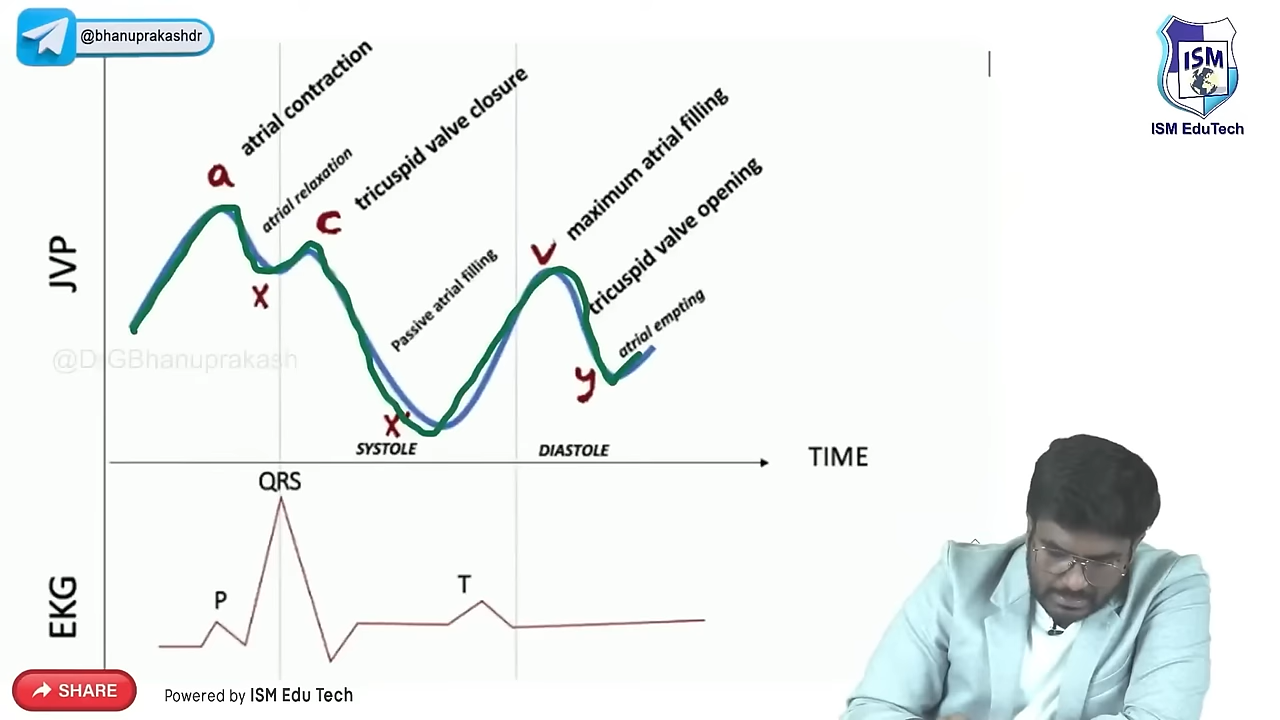 @bhanuprakashdr
ISM
ISM EduTech
a
atrial contraction
atrial relaxation
c
tricuspid valve closure
x
Passive atrial filling
v
maximum atrial filling
tricuspid valve opening
atrial empting
y
x'
JVP
@DrGBhanuprakash
SYSTOLE
DIASTOLE
TIME
QRS
P
T
EKG
SHARE
Powered by ISM Edu Tech